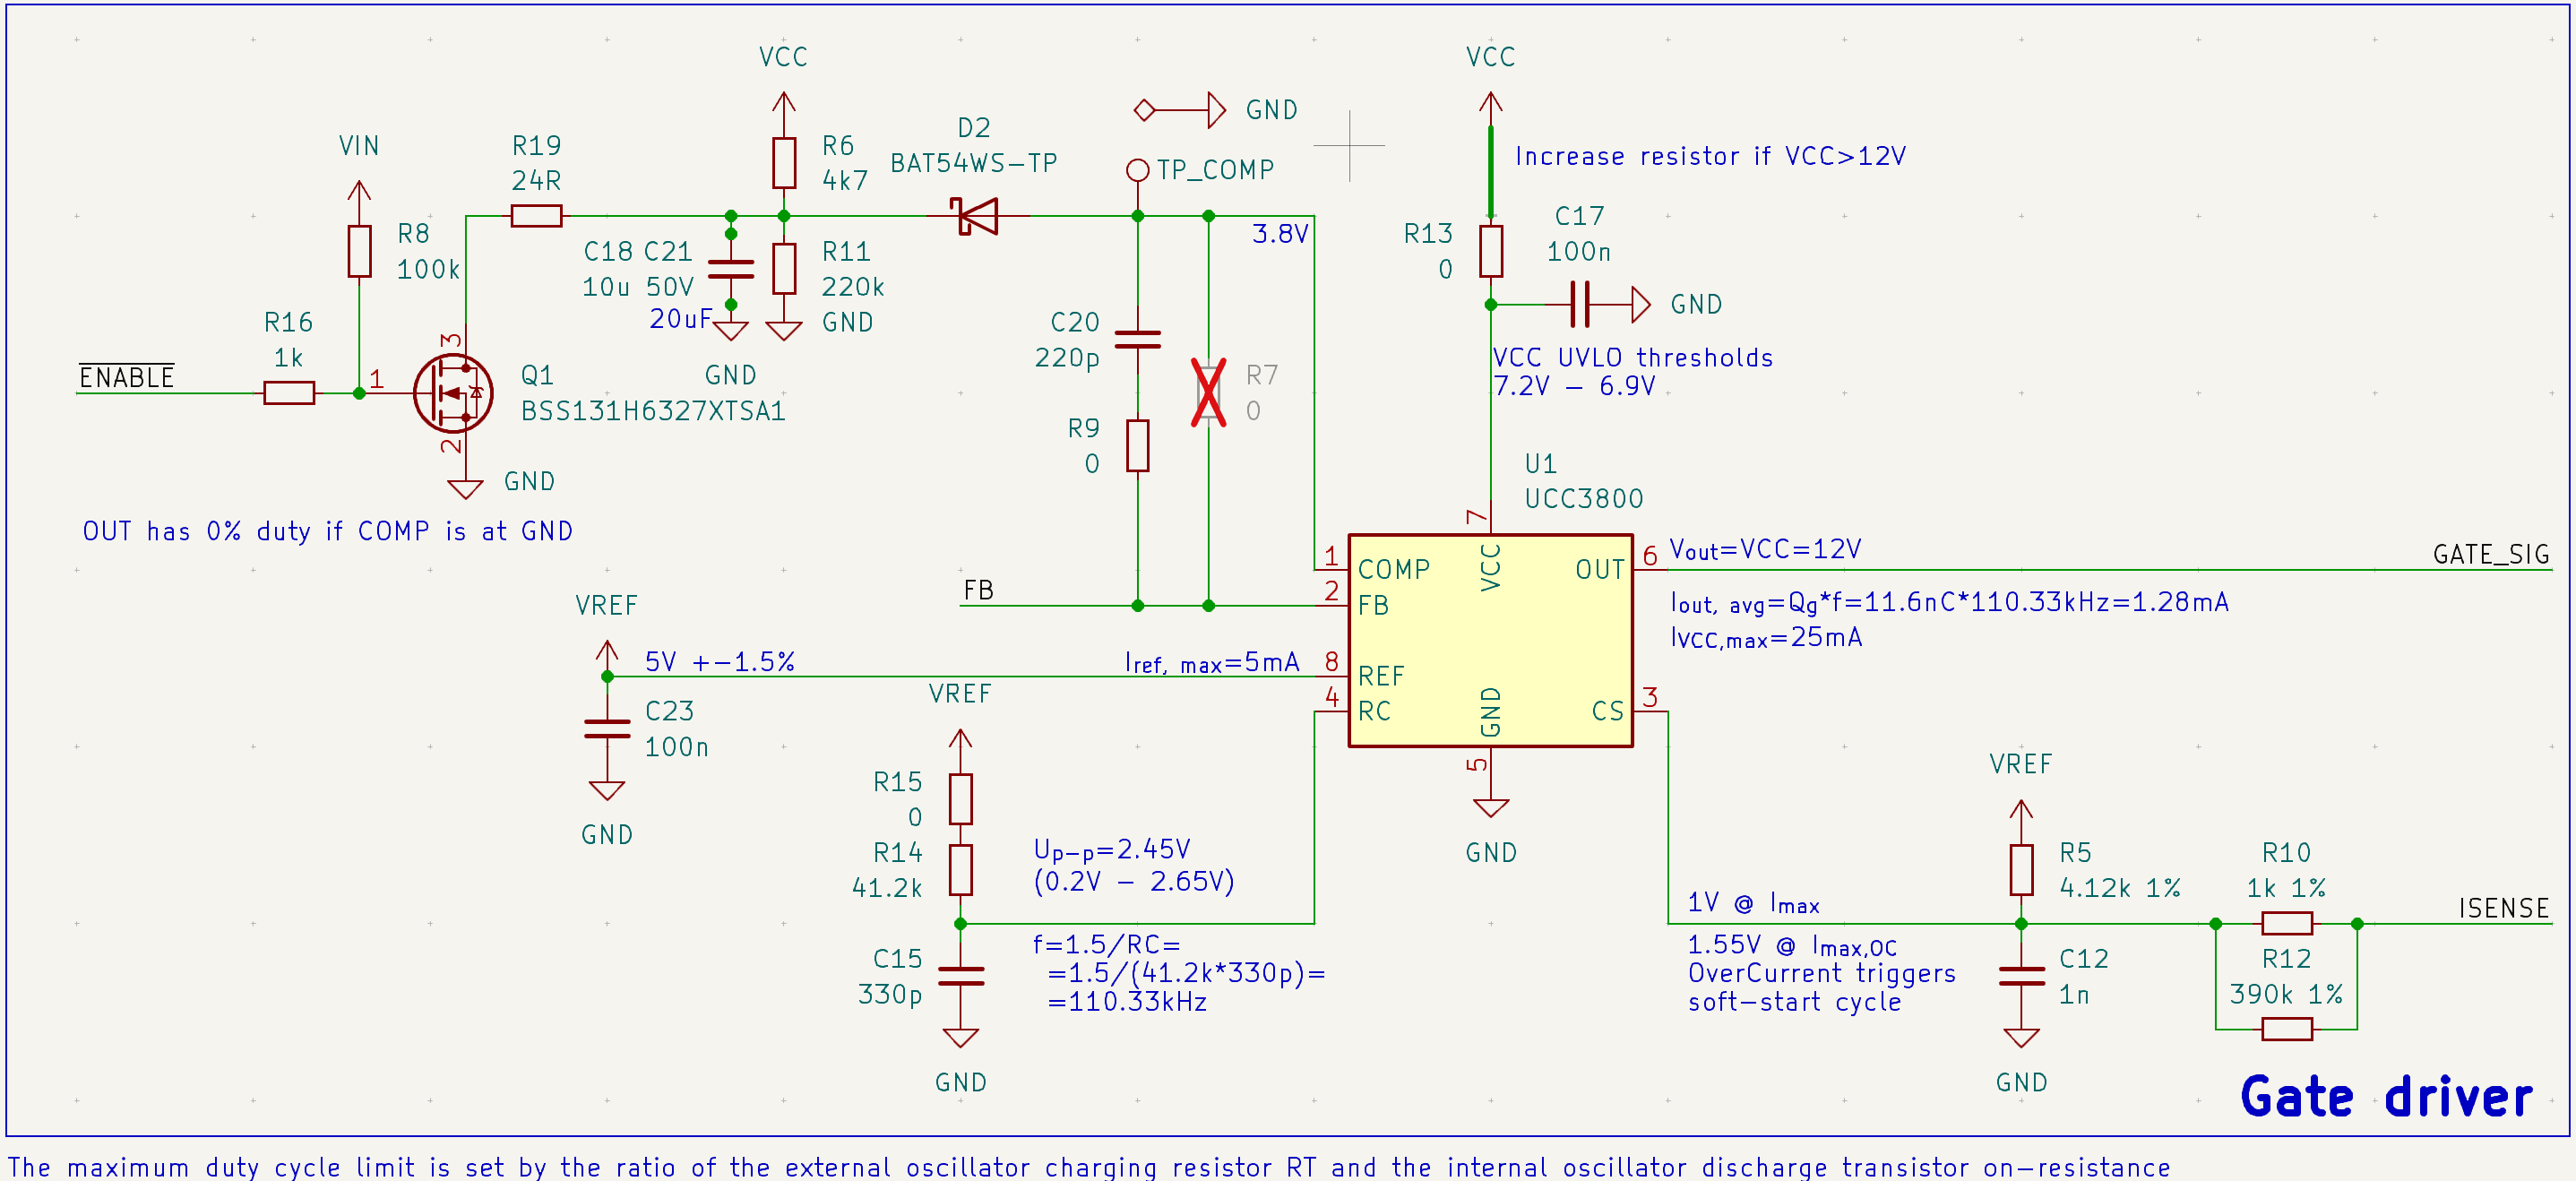 VCC
VCC
GND
D2
BAT54WS-TP
VIN
R19
24R
R6
4k7
TP_COMP
Increase resistor if VCC>12V
R8
100k
C18 C21
10u 50V
20uF
R11
220k
GND
GND
3.8V
R13
0
C17
100n
GND
R16
1k
ENABLE
1
3
2
Q1
BSS131H6327XTSA1
GND
C20
220p
R9
0
R7
0
VCC UVLO thresholds
7.2V - 6.9V
U1
UCC3800
OUT has 0% duty if COMP is at GND
7
1
COMP
VCC
OUT
6
Vout=VCC=12V
GATE_SIG
FB
2
FB
Iout, avg=Qg*f=11.6nC*110.33kHz=1.28mA
IVCC,max=25mA
VREF
5V +-1.5%
Iref, max=5mA
8
REF
VREF
4
RC
GND
CS
3
5
GND
C23
100n
GND
R15
0
R14
41.2k
Up-p=2.45V
(0.2V - 2.65V)
f=1.5/RC=
=1.5/(41.2k*330p)=
=110.33kHz
C15
330p
GND
VREF
R5
4.12k 1%
R10
1k 1%
1V @ Imax
1.55V @ Imax,OC
OverCurrent triggers
soft-start cycle
ISENSE
C12
1n
R12
390k 1%
GND
Gate driver
The maximum duty cycle limit is set by the ratio of the external oscillator charging resistor RT and the internal oscillator discharge transistor on-resistance